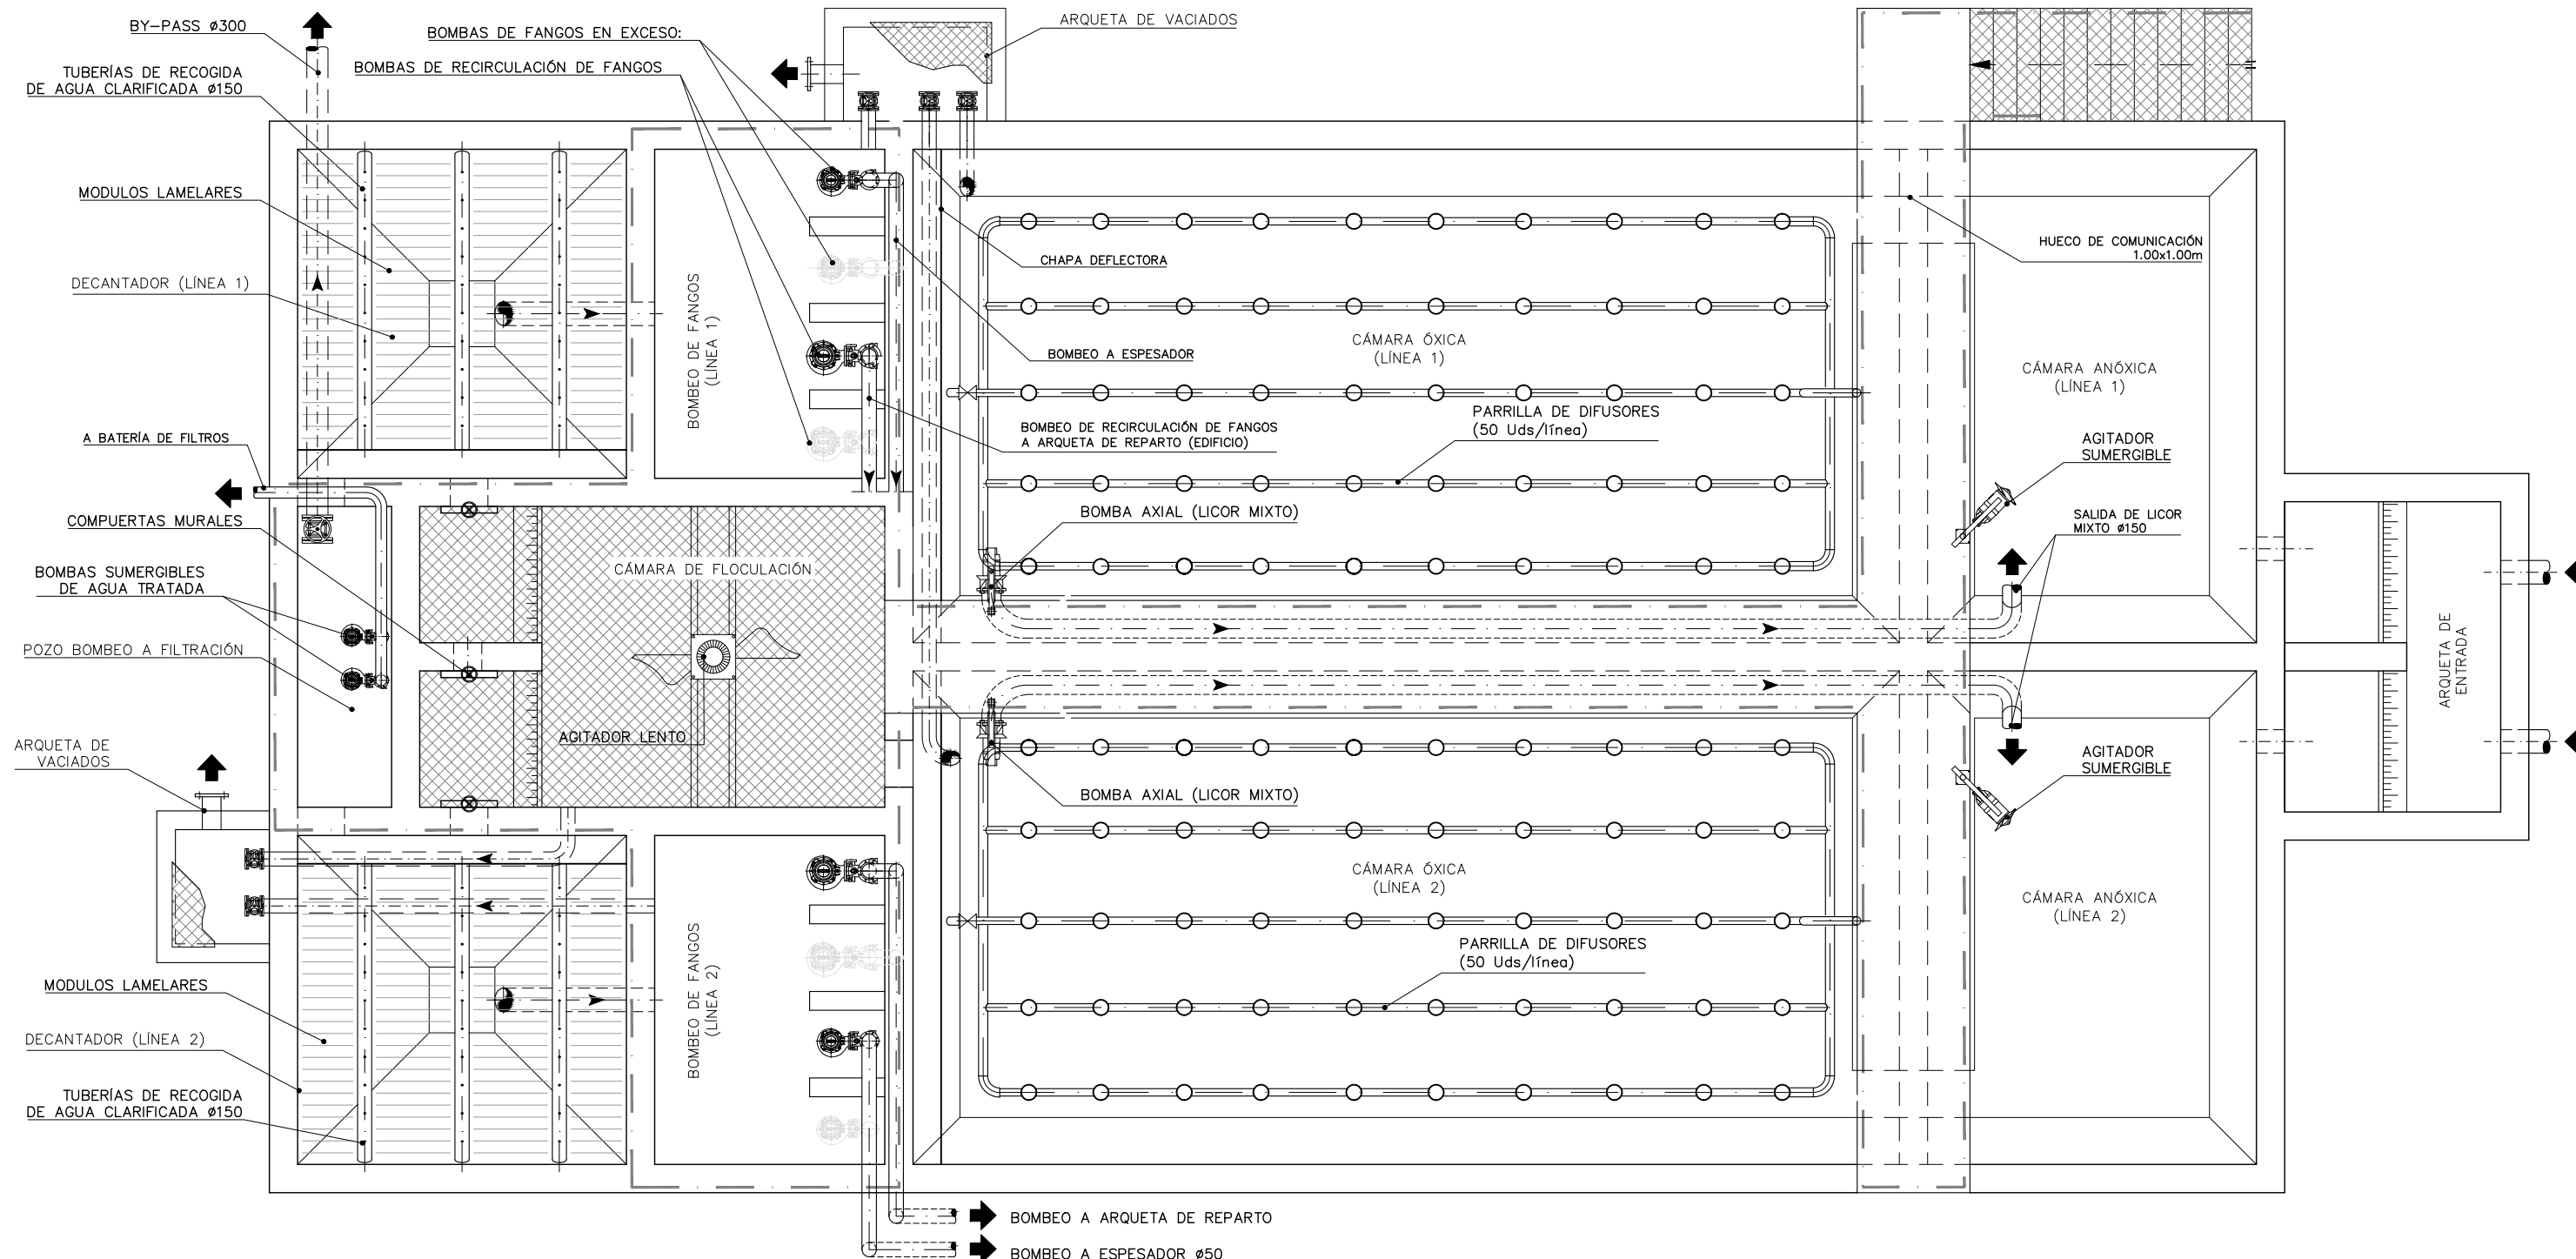 BY-PASS ø300
TUBERÍAS DE RECOGIDA
DE AGUA CLARIFICADA ø150
MODULOS LAMELARES
DECANTADOR (LÍNEA 1)
A BATERÍA DE FILTROS
COMPUERTAS MURALES
BOMBAS SUMERGIBLES
DE AGUA TRATADA
POZO BOMBEO A FILTRACIÓN
ARQUETA DE
VACIADOS
MODULOS LAMELARES
DECANTADOR (LÍNEA 2)
TUBERÍAS DE RECOGIDA
DE AGUA CLARIFICADA ø150
BOMBAS DE FANGOS EN EXCESO:
BOMBAS DE RECIRCULACIÓN DE FANGOS
ARQUETA DE VACIADOS
BOMBEO DE FANGOS
(LÍNEA 1)
CÁMARA DE FLOCULACIÓN
AGITADOR LENTO
BOMBEO DE FANGOS
(LÍNEA 2)
CHAPA DEFLECTORA
BOMBEO A ESPESADOR
BOMBEO DE RECIRCULACIÓN DE FANGOS
A ARQUETA DE REPARTO (EDIFICIO)
BOMBA AXIAL (LICOR MIXTO)
CÁMARA ÓXICA
(LÍNEA 1)
PARRILLA DE DIFUSORES
(50 Uds/línea)
BOMBA AXIAL (LICOR MIXTO)
CÁMARA ÓXICA
(LÍNEA 2)
PARRILLA DE DIFUSORES
(50 Uds/línea)
HUECO DE COMUNICACIÓN
1.00x1.00m
CÁMARA ANÓXICA
(LÍNEA 1)
AGITADOR
SUMERGIBLE
SALIDA DE LICOR
MIXTO ø150
AGITADOR
SUMERGIBLE
CÁMARA ANÓXICA
(LÍNEA 2)
ARQUETA DE
ENTRADA
BOMBEO A ARQUETA DE REPARTO
BOMBEO A ESPESADOR ø50